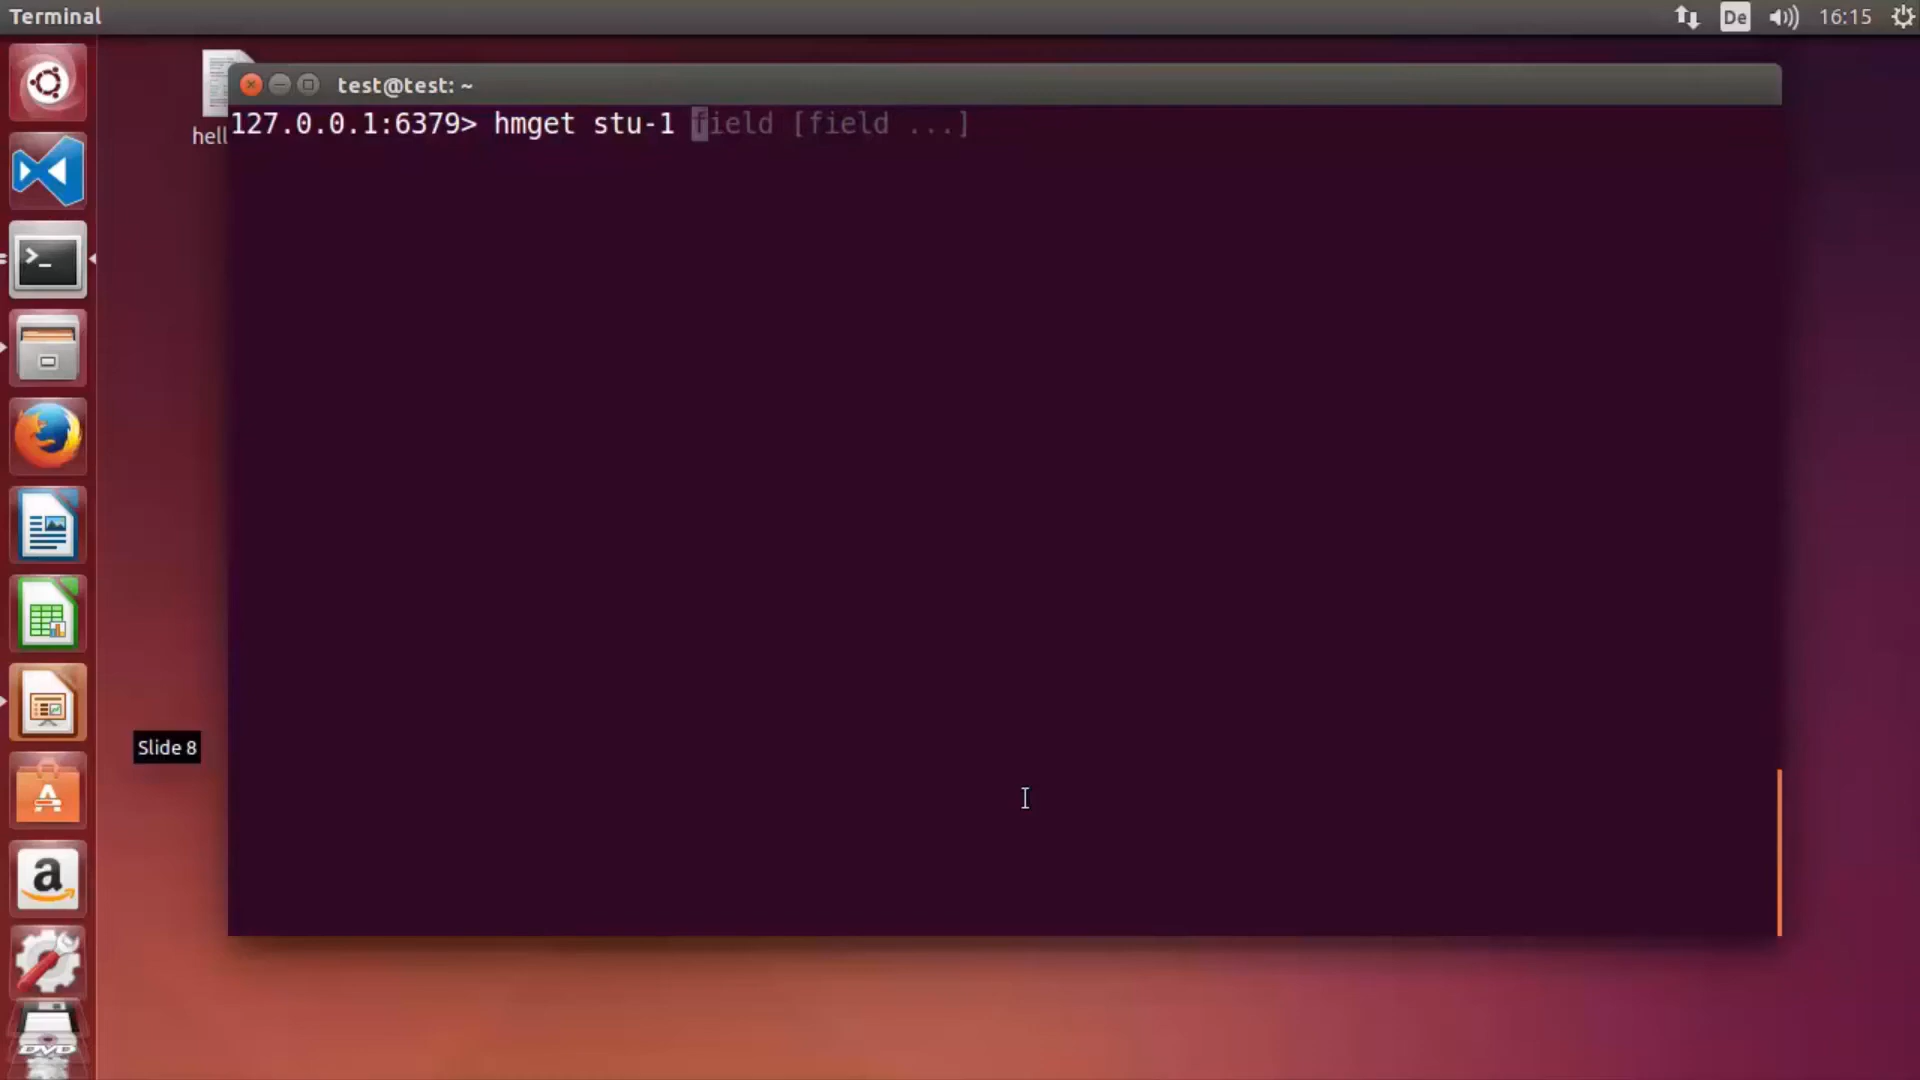 Terminal
De
16:15
test@test: ~
hell
127.0.0.1:6379> hmget stu-1 field [field ...]
Slide 8
a
DVD